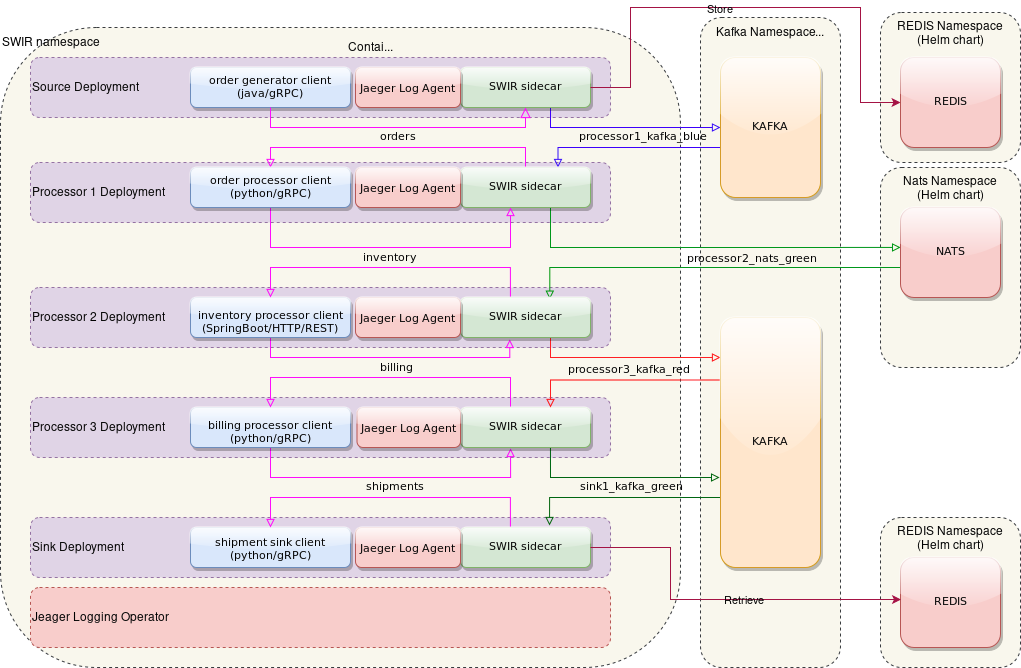 Store
SWIR namespace
Contai...
Kafka Namespace...
REDIS Namespace
(Helm chart)
Source Deployment
order generator client
(java/gRPC)
Jaeger Log Agent
SWIR sidecar
KAFKA
REDIS
orders
processor1_kafka_blue
Processor 1 Deployment
order processor client
(python/gRPC)
Jaeger Log Agent
SWIR sidecar
Nats Namespace
(Helm chart)
NATS
inventory
processor2_nats_green
Processor 2 Deployment
inventory processor client
(SpringBoot/HTTP/REST)
Jaeger Log Agent
SWIR sidecar
billing
processor3_kafka_red
Processor 3 Deployment
billing processor client
(python/gRPC)
Jaeger Log Agent
SWIR sidecar
KAFKA
shipments
sink1_kafka_green
Sink Deployment
shipment sink client
(python/gRPC)
Jaeger Log Agent
SWIR sidecar
REDIS Namespace
(Helm chart)
Retrieve
REDIS
Jeager Logging Operator